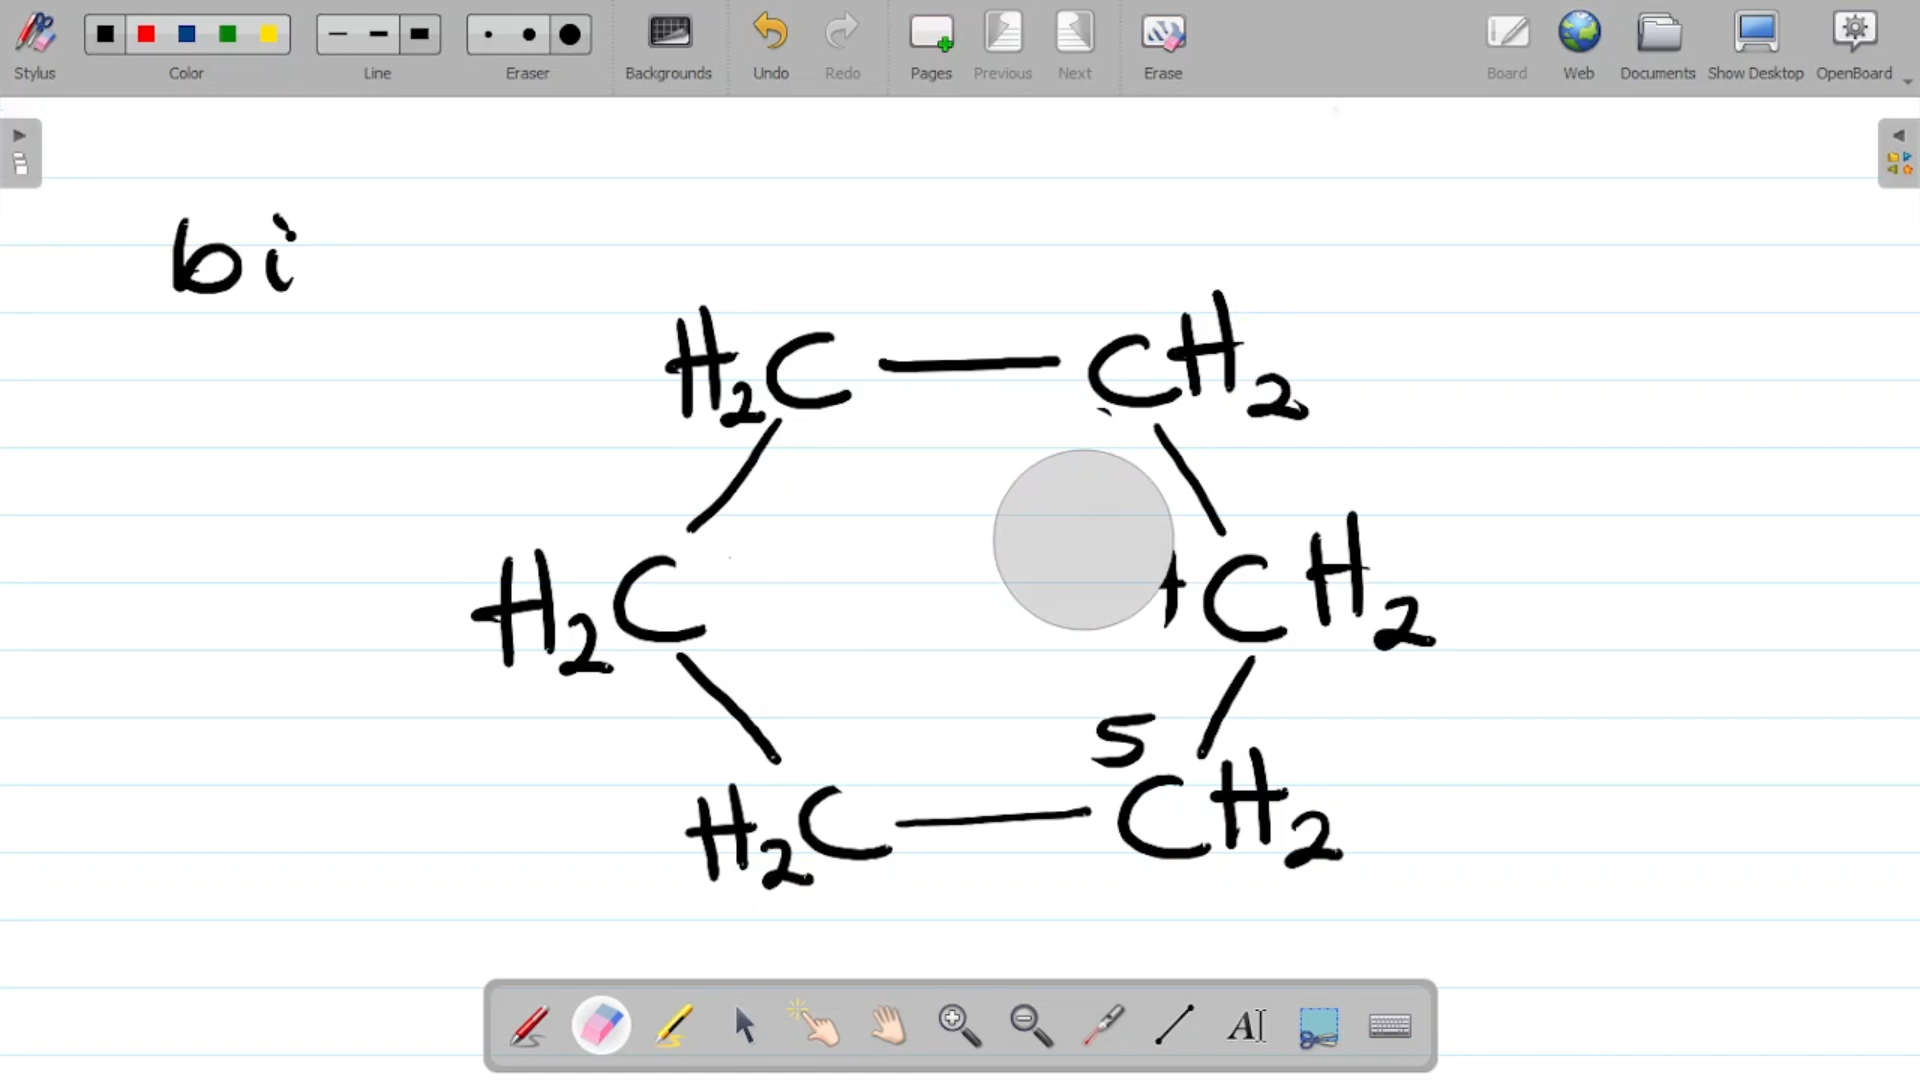 Stylus Color Line Eraser Backgrounds Undo Redo Pages Previous Next Erase Board Web Documents Show Desktop OpenBoard
bi
H₂C — CH₂
H₂C CH₂
5
H₂C — CH₂